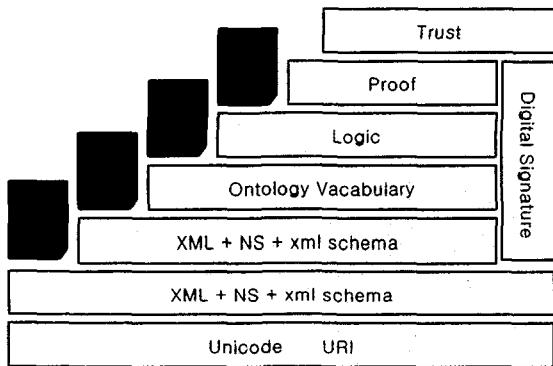 Trust
Proof
Digital Signature
Logic
Ontology Vacabulary
XML + NS + xml schema
XML + NS + xml schema
Unicode URI